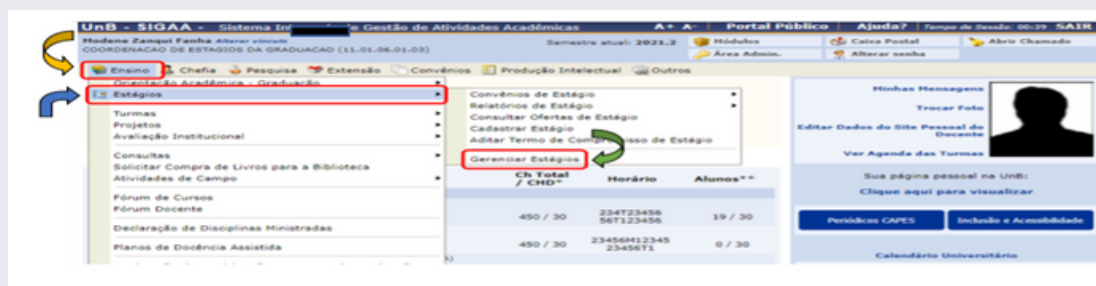 UnB - SIGAA - Sistema In de Gestão de Atividades Acadêmicas A+ A- Portal Público Ajuda? Tempo de Sessão: 00:39 SAIR
Modene Zanqui Fanha Alterar vínculo Semestre atual: 2021.2 Módulos Caixa Postal Abrir Chamado
COORDENACAO DE ESTAGIOS DA GRADUACAO (11.01.06.01.03) Área Admin. Alterar senha
Ensino Chefia Pesquisa Extensão Convênios Produção Intelectual Outros
Orientação Acadêmica - Graduação
Estágios Convênios de Estágio
Relatórios de Estágio
Turmas Consultar Ofertas de Estágio
Projetos Cadastrar Estágio
Avaliação Institucional Aditar Termo de Compromisso de Estágio
Consultas Gerenciar Estágios
Solicitar Compra de Livros para a Biblioteca
Atividades de Campo
Fórum de Cursos
Fórum Docente
Declaração de Disciplinas Ministradas
Planos de Docência Assistida
Ch Total / CHD* Horário Alunos**
450 / 30 234T23456 56T123456 19 / 30
450 / 30 23456M12345 23456T1 0 / 30
Minhas Mensagens
Trocar Foto
Editar Dados do Site Pessoal do
Docente
Ver Agenda das Turmas
Sua página pessoal na UnB:
Clique aqui para visualizar
Periódicos CAPES Inclusão e Acessibilidade
Calendário Universitário